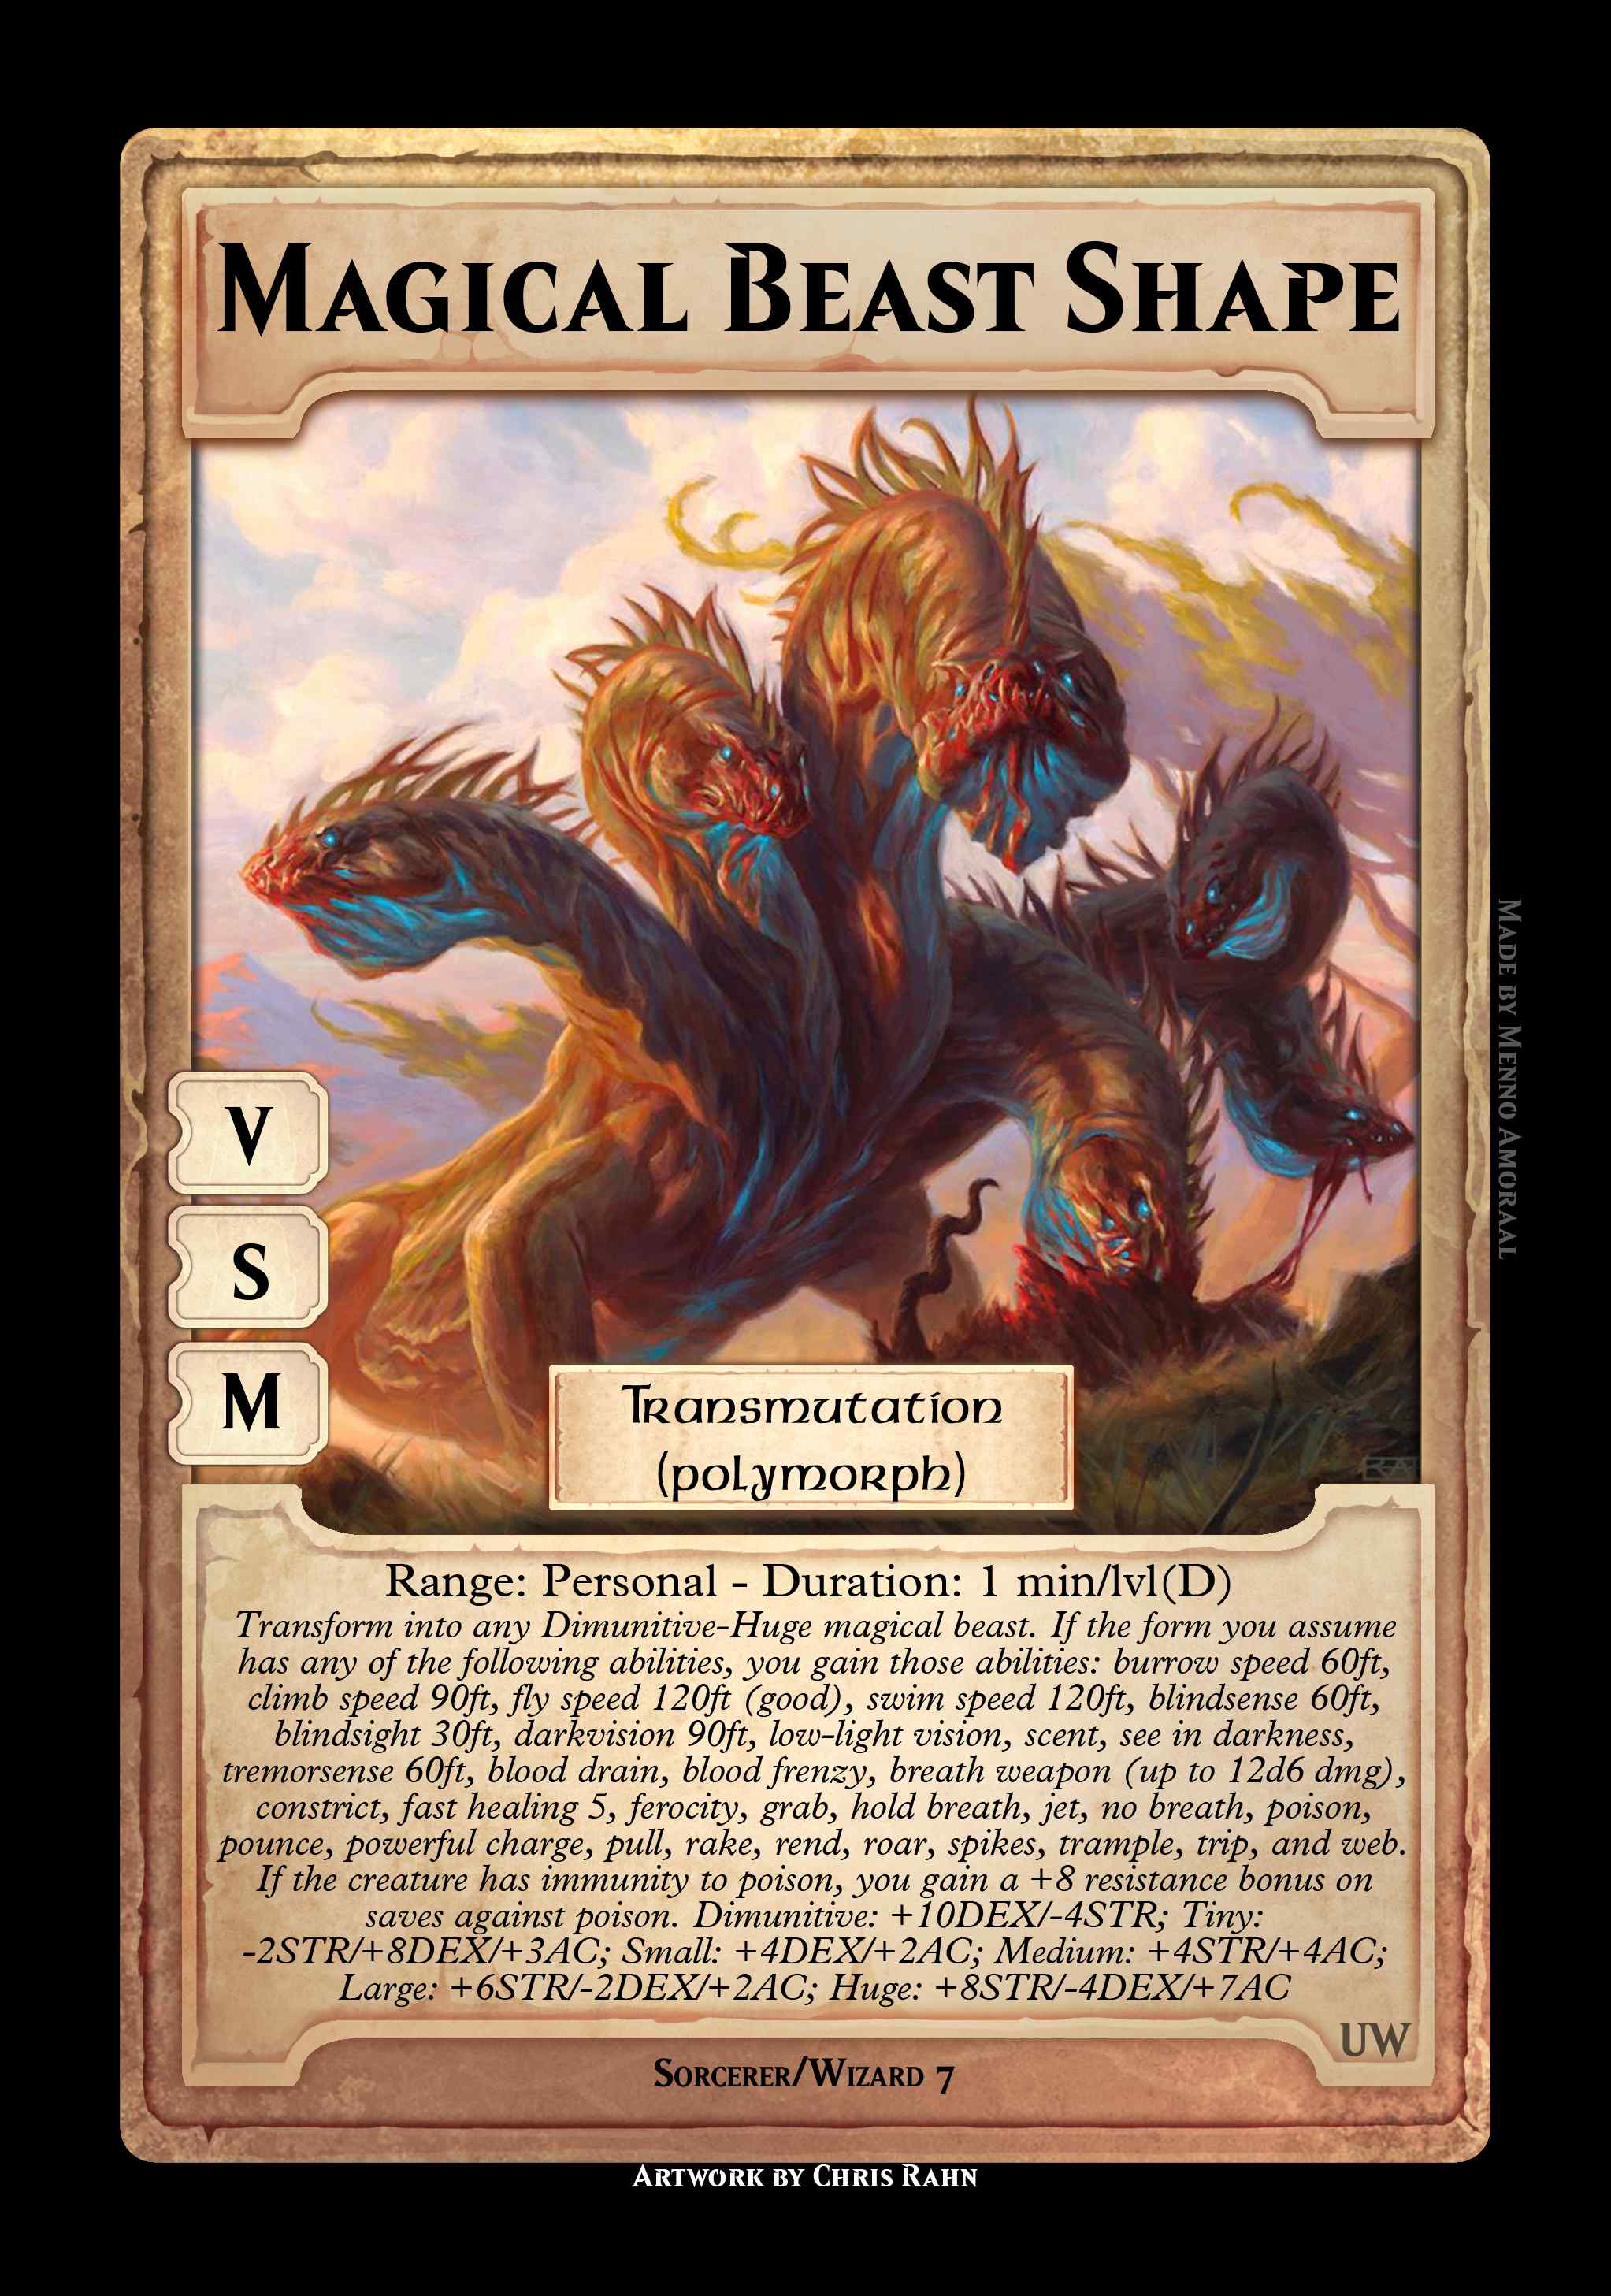 Magical Beast Shape
V
S
M
Transmutation
(polymorph)
Range: Personal - Duration: 1 min/lvl(D)
Transform into any Dimunitive-Huge magical beast. If the form you assume
has any of the following abilities, you gain those abilities: burrow speed 60ft,
climb speed 90ft, fly speed 120ft (good), swim speed 120ft, blindsense 60ft,
blindsight 30ft, darkvision 90ft, low-light vision, scent, see in darkness,
tremorsense 60ft, blood drain, blood frenzy, breath weapon (up to 12d6 dmg),
constrict, fast healing 5, ferocity, grab, hold breath, jet, no breath, poison,
pounce, powerful charge, pull, rake, rend, roar, spikes, trample, trip, and web.
If the creature has immunity to poison, you gain a +8 resistance bonus on
saves against poison. Dimunitive: +10DEX/-4STR; Tiny:
-2STR/+8DEX/+3AC; Small: +4DEX/+2AC; Medium: +4STR/+4AC;
Large: +6STR/-2DEX/+2AC; Huge: +8STR/-4DEX/+7AC
UW
Sorcerer/Wizard 7
Artwork by Chris Rahn
Made by Menno Amoraal